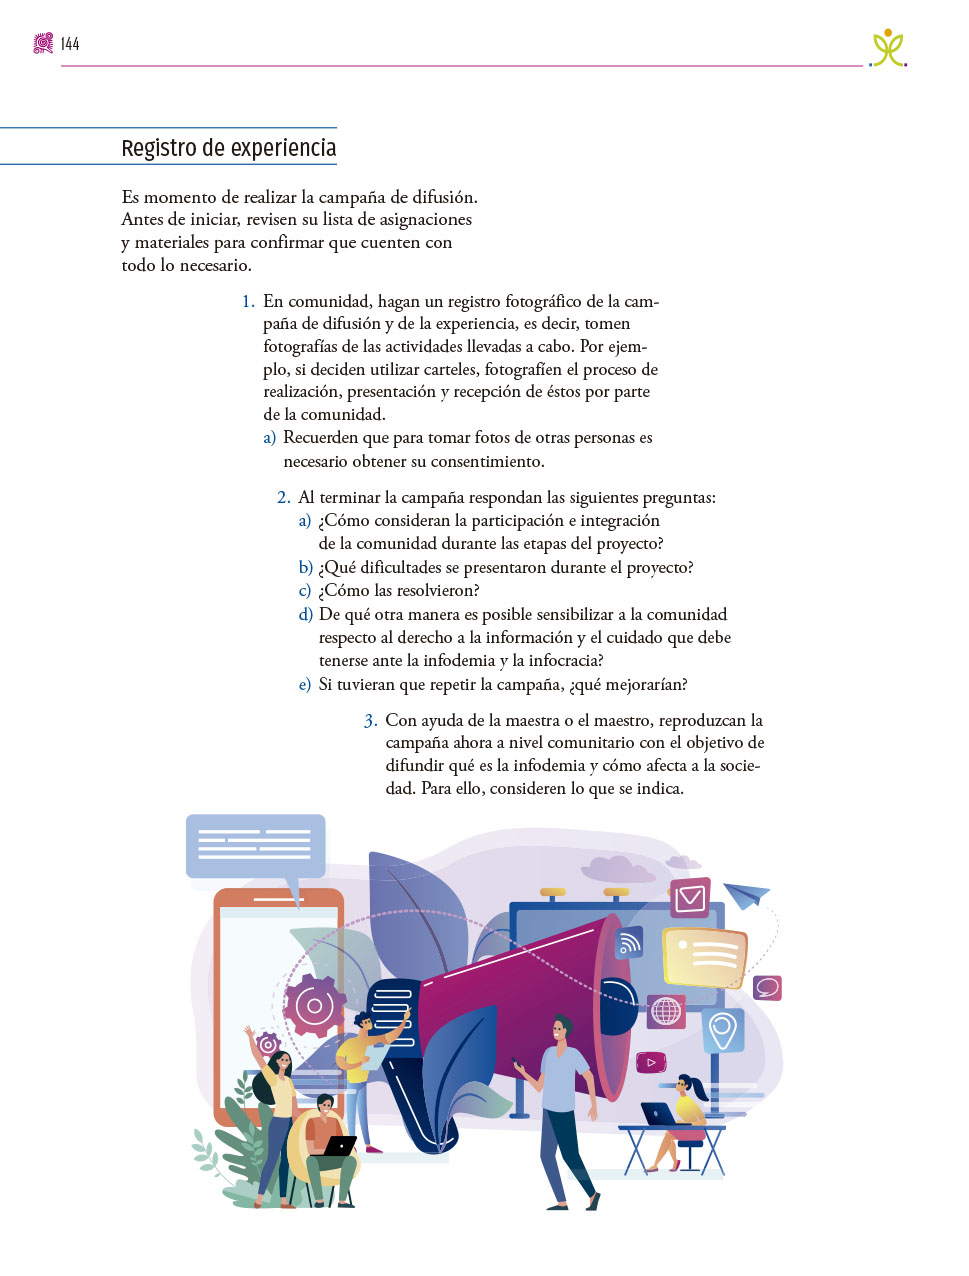 144
Registro de experiencia
Es momento de realizar la campaña de difusión.
Antes de iniciar, revisen su lista de asignaciones
y materiales para confirmar que cuenten con
todo lo necesario.
1. En comunidad, hagan un registro fotográfico de la cam-
paña de difusión y de la experiencia, es decir, tomen
fotografías de las actividades llevadas a cabo. Por ejem-
plo, si deciden utilizar carteles, fotografíen el proceso de
realización, presentación y recepción de éstos por parte
de la comunidad.
a) Recuerden que para tomar fotos de otras personas es
necesario obtener su consentimiento.
2. Al terminar la campaña respondan las siguientes preguntas:
a) ¿Cómo consideran la participación e integración
de la comunidad durante las etapas del proyecto?
b) ¿Qué dificultades se presentaron durante el proyecto?
c) ¿Cómo las resolvieron?
d) De qué otra manera es posible sensibilizar a la comunidad
respecto al derecho a la información y el cuidado que debe
tenerse ante la infodemia y la infocracia?
e) Si tuvieran que repetir la campaña, ¿qué mejorarían?
3. Con ayuda de la maestra o el maestro, reproduzcan la
campaña ahora a nivel comunitario con el objetivo de
difundir qué es la infodemia y cómo afecta a la socie-
dad. Para ello, consideren lo que se indica.